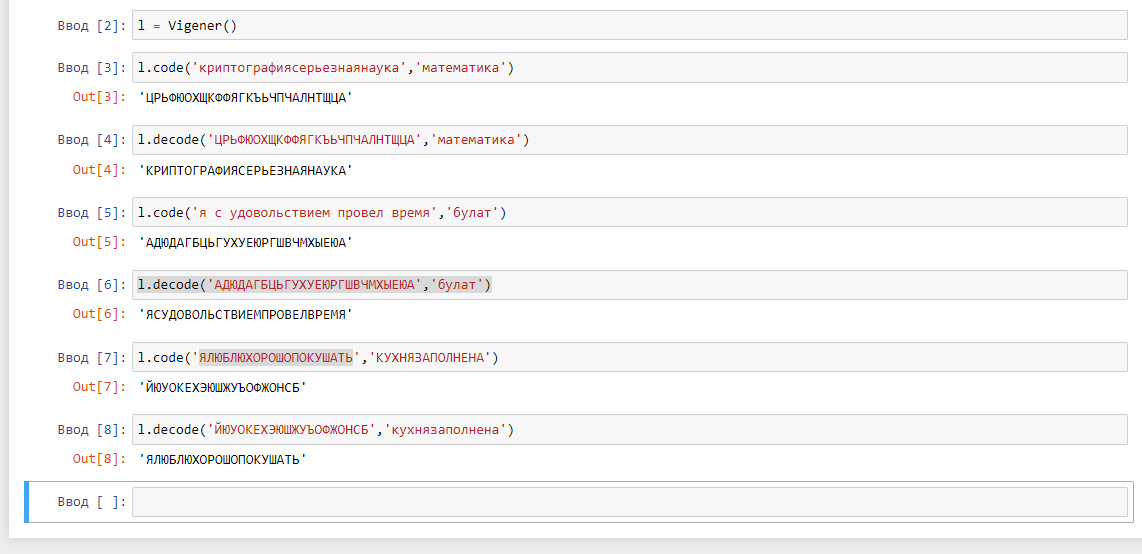 Ввод [2]: l = Vigener()
Ввод [3]: l.code('криптографиясерьезнаянаука','математика')
Out[3]: 'ЦРЬФЮОХЩКФФЯГКЪЬЧПЧАЛНТЩЦА'
Ввод [4]: l.decode('ЦРЬФЮОХЩКФФЯГКЪЬЧПЧАЛНТЩЦА','математика')
Out[4]: 'КРИПТОГРАФИЯСЕРЬЕЗНАЯНАУКА'
Ввод [5]: l.code('я с удовольствием провел время','булат')
Out[5]: 'АДЮДАГБЦЬГУХУЕЮРГШВЧМХЫЕЮА'
Ввод [6]: l.decode('АДЮДАГБЦЬГУХУЕЮРГШВЧМХЫЕЮА','булат')
Out[6]: 'ЯСУДОВОЛЬСТВИЕМПРОВЕЛВРЕМЯ'
Ввод [7]: l.code('ЯЛЮБЛЮХОРОШОПОКУШАТЬ','КУХНЯЗАПОЛНЕНА')
Out[7]: 'ЙЮУОКЕХЭЮШЖУЪОФЖОНСБ'
Ввод [8]: l.decode('ЙЮУОКЕХЭЮШЖУЪОФЖОНСБ','кухнязаполнена')
Out[8]: 'ЯЛЮБЛЮХОРОШОПОКУШАТЬ'
Ввод [ ]: